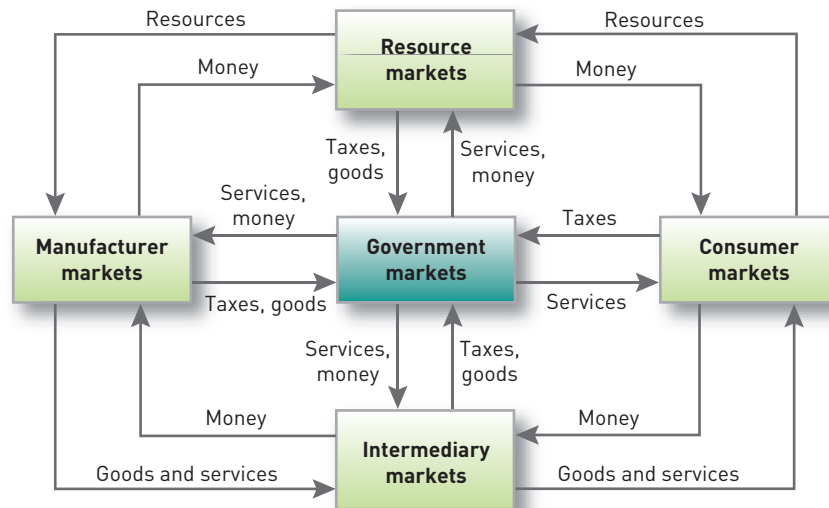 Resources
Resources
Resource
markets
Money
Money
Taxes,
goods
Services,
money
Services,
money
Taxes
Manufacturer
markets
Government
markets
Consumer
markets
Taxes, goods
Services
Services,
money
Taxes,
goods
Money
Money
Intermediary
markets
Goods and services
Goods and services